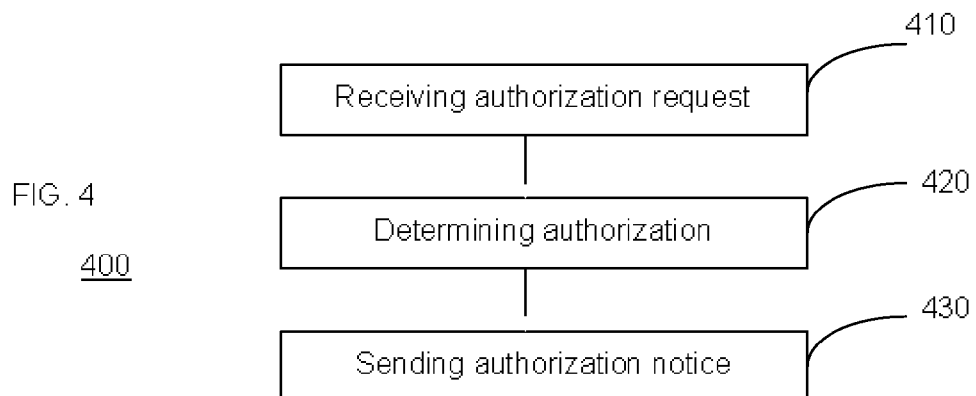 410
Receiving authorization request
FIG. 4
420
Determining authorization
400
430
Sending authorization notice